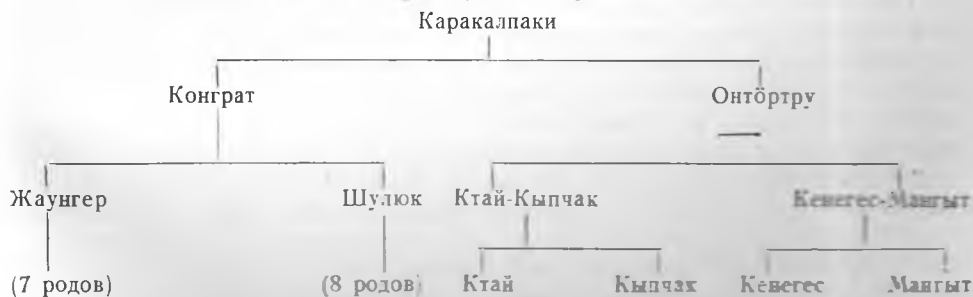 Каракалпаки
Конграт Онтöртру
Жаунгер Шулюк Ктай-Кыпчак Кенегес-Мангыт
(7 родов) (8 родов) Ктай Кыпчак Кенегес Мангыт